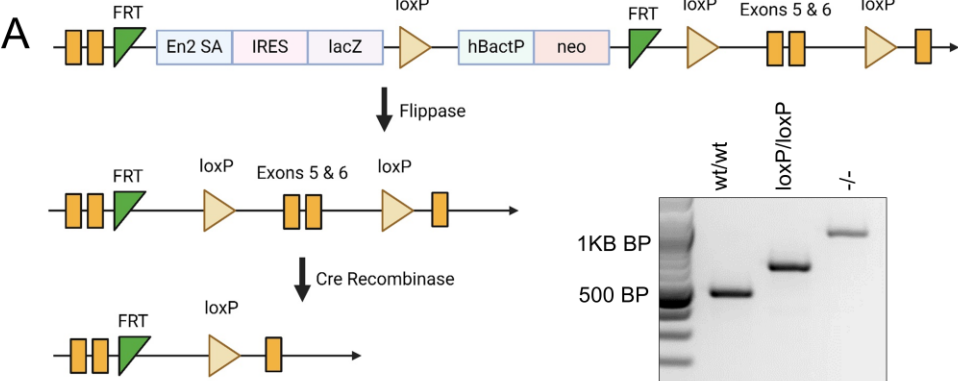 A
FRT
loxP
FRT
loxP
Exons 5 & 6
loxP
En2 SA
IRES
lacZ
hBactP
neo
Flippase
FRT
loxP
Exons 5 & 6
loxP
Cre Recombinase
FRT
loxP
wt/wt
loxP/loxP
-/-
1KB BP
500 BP